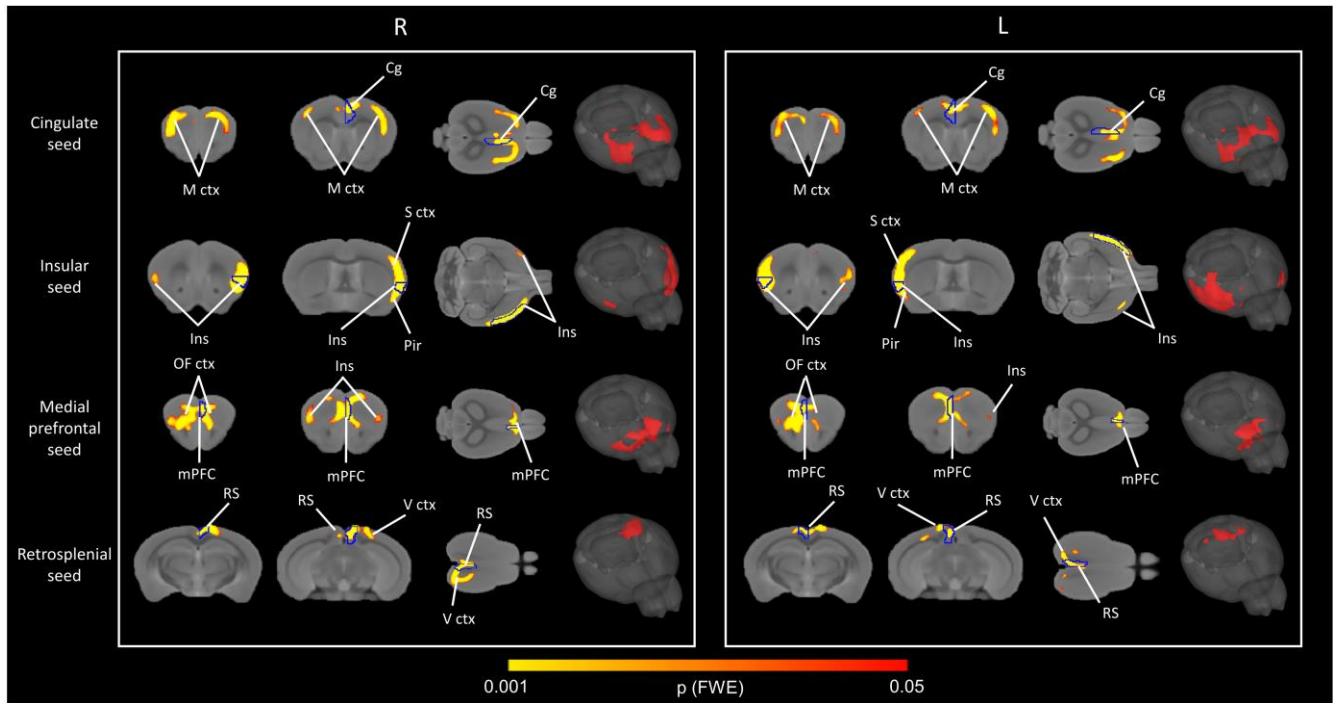 R
L
Cingulate
seed
Cg
Cg
M ctx
M ctx
Cg
Cg
M ctx
M ctx
Insular
seed
S ctx
Ins
Ins
Pir
Ins
S ctx
Ins
Pir
Ins
Ins
Medial
prefrontal
seed
OF ctx
Ins
mPFC
mPFC
mPFC
OF ctx
Ins
mPFC
mPFC
mPFC
Retrosplenial
seed
RS
RS
V ctx
RS
V ctx
RS
V ctx
RS
V ctx
RS
0.001
p (FWE)
0.05